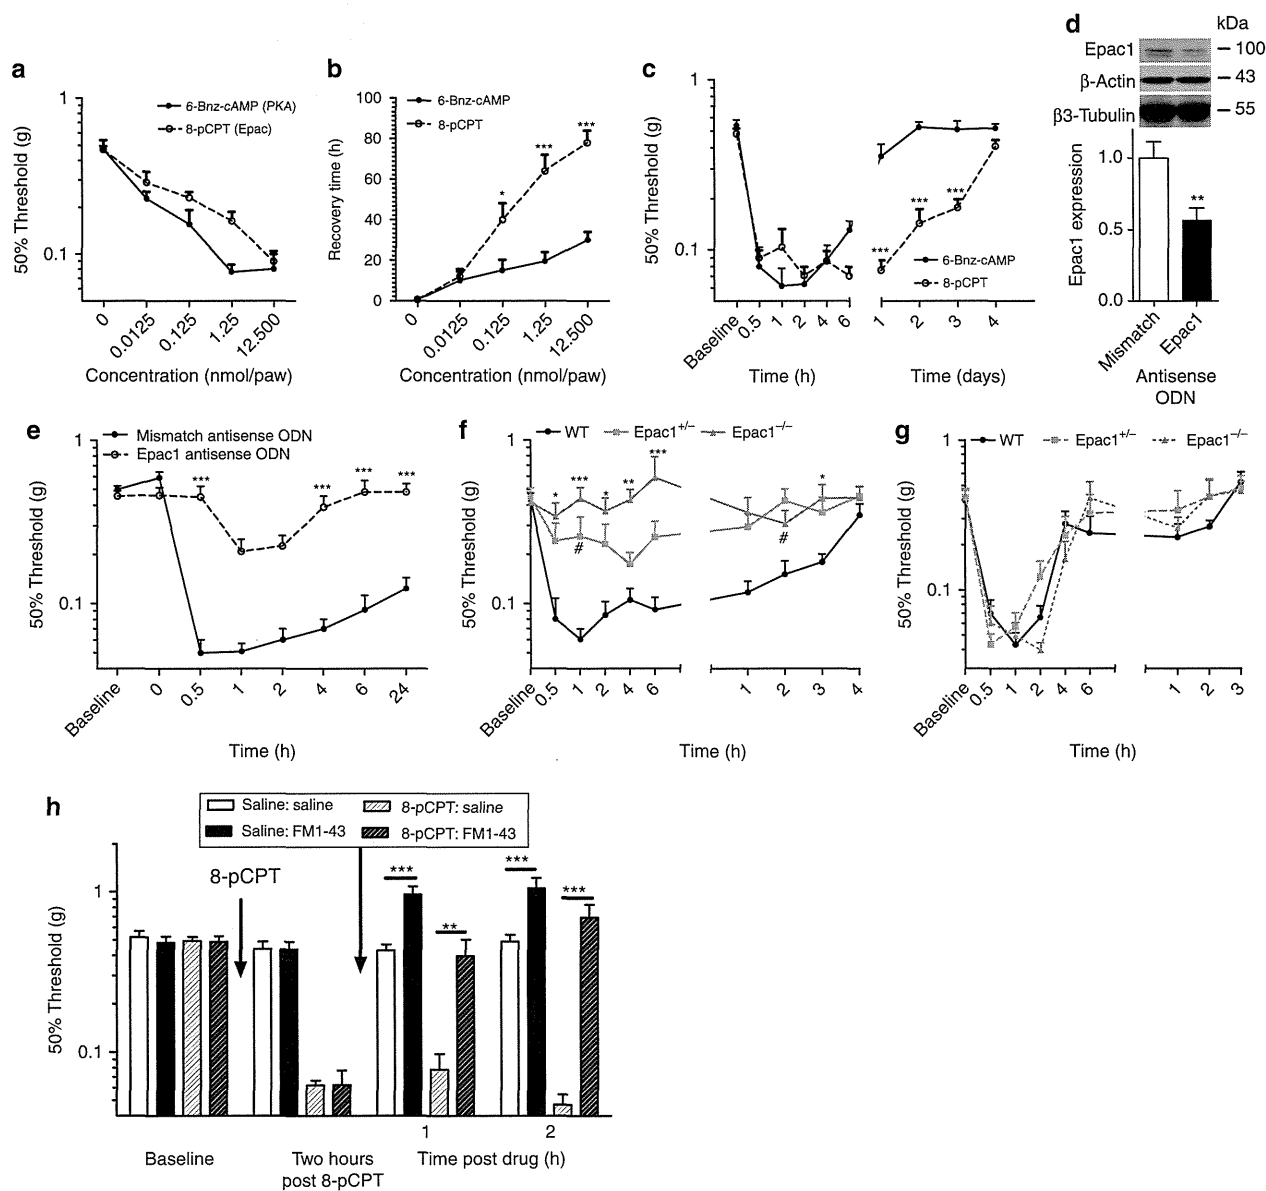 a
50% Threshold (g)
1
0.1
6-Bnz-cAMP (PKA)
8-pCPT (Epac)
0
0.0125
0.125
1.25
12.500
Concentration (nmol/paw)
b
Recovery time (h)
100
80
60
40
20
0
6-Bnz-cAMP
8-pCPT
*
***
***
0
0.0125
0.125
1.25
12.500
Concentration (nmol/paw)
c
50% Threshold (g)
1
0.1
***
***
***
6-Bnz-cAMP
8-pCPT
Baseline
0.5
1
2
4
6
1
2
3
4
Time (h)
Time (days)
d
kDa
Epac1
100
β-Actin
43
β3-Tubulin
55
Epac1 expression
1.0
0.5
0.0
**
Mismatch
Epac1
Antisense
ODN
e
50% Threshold (g)
1
0.1
Mismatch antisense ODN
Epac1 antisense ODN
***
***
***
***
Baseline
0
0.5
1
2
4
6
24
Time (h)
f
50% Threshold (g)
1
0.1
WT
Epac1+/−
Epac1−/−
*
***
*
**
***
*
#
#
Baseline
0.5
1
2
4
6
1
2
3
4
Time (h)
g
50% Threshold (g)
1
0.1
WT
Epac1+/−
Epac1−/−
Baseline
0.5
1
2
4
6
1
2
3
Time (h)
h
Saline: saline
8-pCPT: saline
Saline: FM1-43
8-pCPT: FM1-43
50% Threshold (g)
1
0.1
8-pCPT
***
**
***
***
1
2
Baseline
Two hours
post 8-pCPT
Time post drug (h)